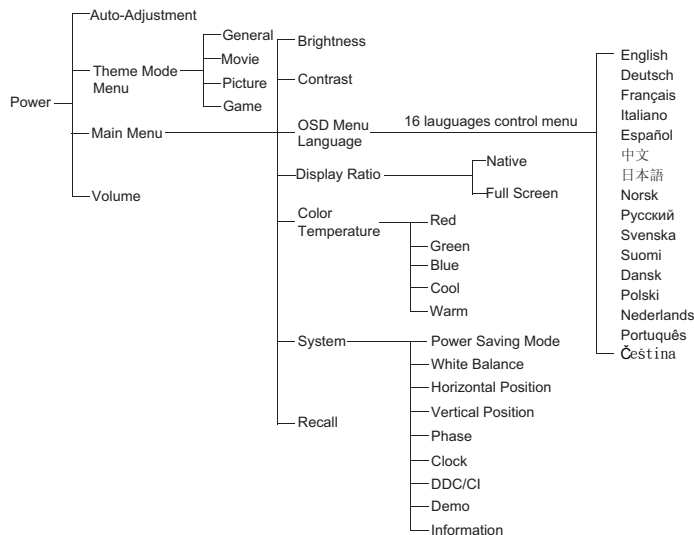 Power
Auto-Adjustment
Theme Mode
Menu
General
Movie
Picture
Game
Main Menu
Volume
Brightness
Contrast
OSD Menu
Language
16 lauguages control menu
English
Deutsch
Français
Italiano
Español
中文
日本語
Norsk
Русский
Svenska
Suomi
Dansk
Polski
Nederlands
Português
Čeština
Display Ratio
Native
Full Screen
Color
Temperature
Red
Green
Blue
Cool
Warm
System
Power Saving Mode
White Balance
Horizontal Position
Vertical Position
Phase
Clock
DDC/CI
Demo
Information
Recall